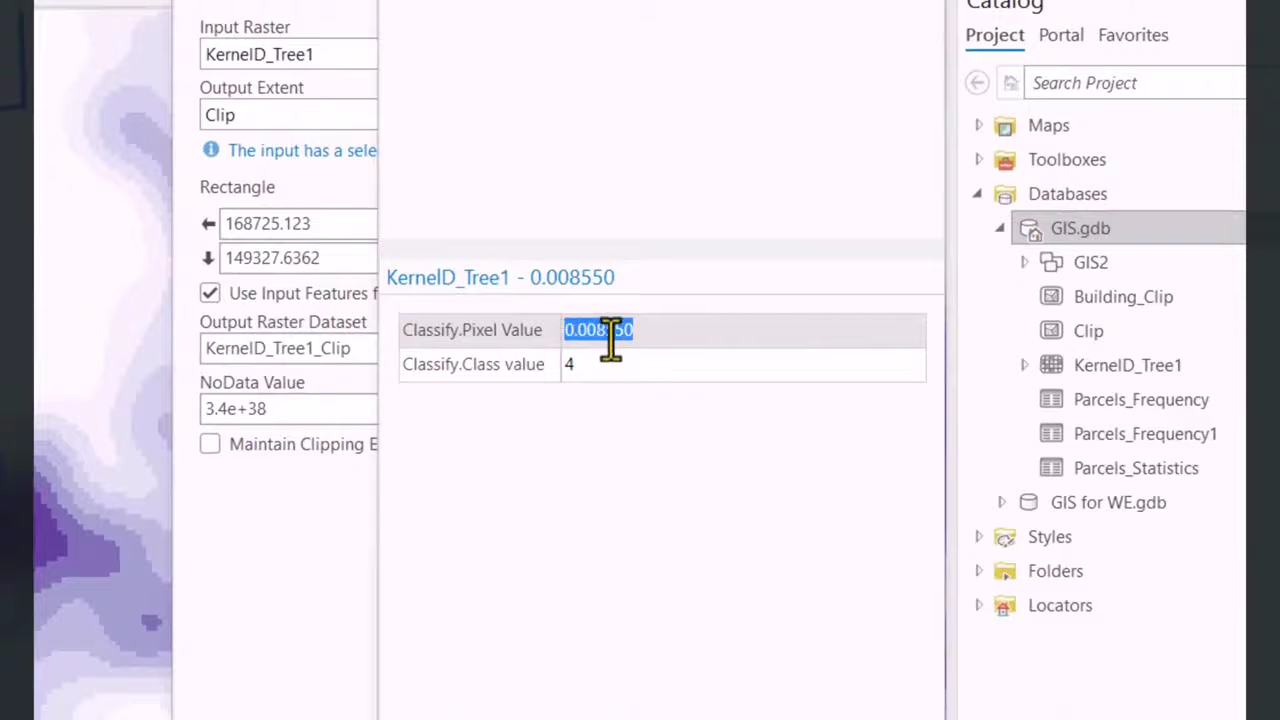 Input Raster
KernelD_Tree1
Output Extent
Clip
The input has a sele
Rectangle
168725.123
149327.6362
Use Input Features f
Output Raster Dataset
KernelD_Tree1_Clip
NoData Value
3.4e+38
Maintain Clipping E
KernelD_Tree1 - 0.008550
Classify.Pixel Value 0.008550
Classify.Class value 4
Catalog
Project Portal Favorites
Search Project
Maps
Toolboxes
Databases
GIS.gdb
GIS2
Building_Clip
Clip
KernelD_Tree1
Parcels_Frequency
Parcels_Frequency1
Parcels_Statistics
GIS for WE.gdb
Styles
Folders
Locators